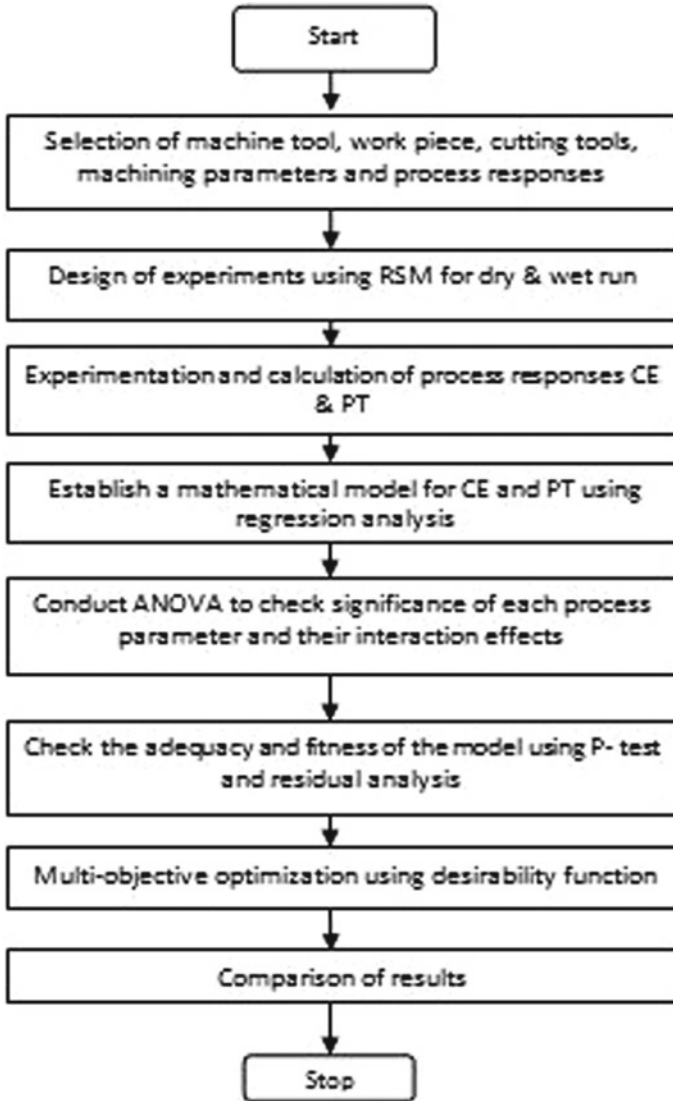 Start
Selection of machine tool, work piece, cutting tools,
machining parameters and process responses
Design of experiments using RSM for dry & wet run
Experimentation and calculation of process responses CE
& PT
Establish a mathematical model for CE and PT using
regression analysis
Conduct ANOVA to check significance of each process
parameter and their interaction effects
Check the adequacy and fitness of the model using P- test
and residual analysis
Multi-objective optimization using desirability function
Comparison of results
Stop